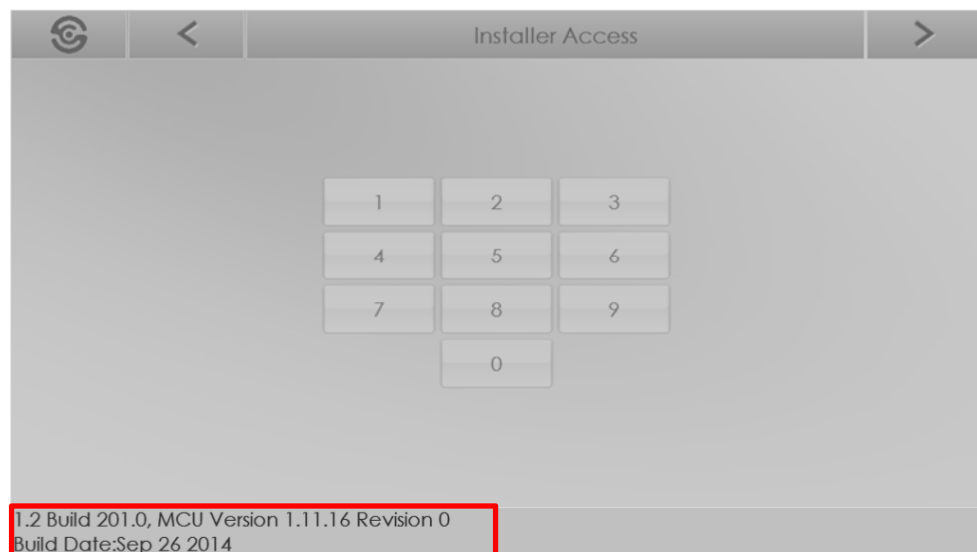 Installer Access
1 2 3
4 5 6
7 8 9
0
1.2 Build 201.0, MCU Version 1.11.16 Revision 0
Build Date:Sep 26 2014